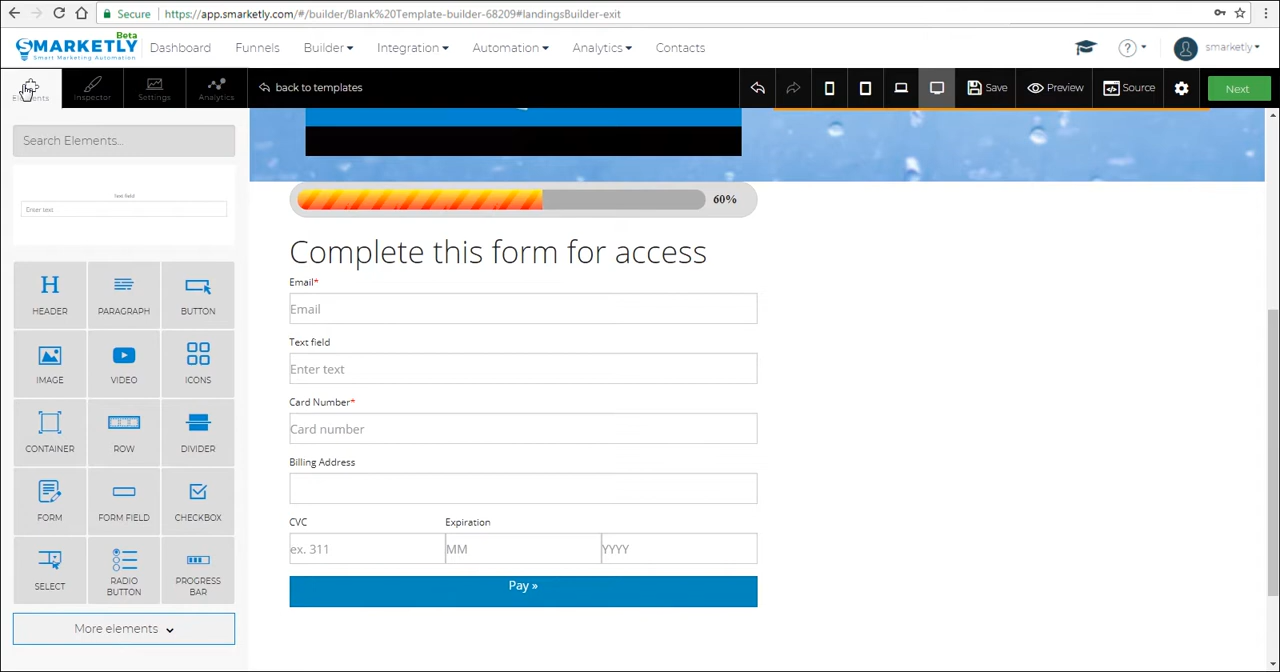 Secure
https://app.smarketly.com/#/builder/Blank%20Template-builder-68209#landingsBuilder-exit
SMARKETLY Beta
Smart Marketing Automation
Dashboard
Funnels
Builder
Integration
Automation
Analytics
Contacts
?
smarketly
Elements
Inspector
Settings
Analytics
back to templates
Save
Preview
Source
Next
Search Elements...
Text field
Enter text
HEADER
PARAGRAPH
BUTTON
IMAGE
VIDEO
ICONS
CONTAINER
ROW
DIVIDER
FORM
FORM FIELD
CHECKBOX
SELECT
RADIO
BUTTON
PROGRESS
BAR
More elements
60%
Complete this form for access
Email*
Email
Text field
Enter text
Card Number*
Card number
Billing Address
CVC
Expiration
ex. 311
MM
YYYY
Pay »